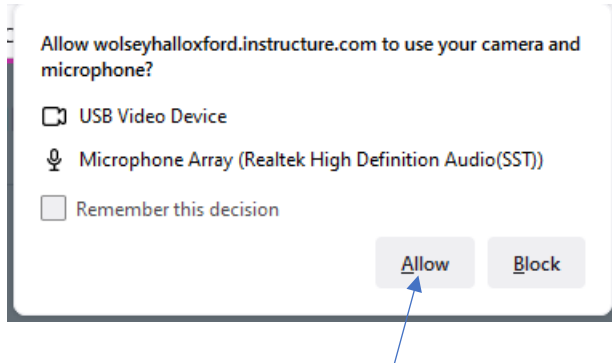 Allow wolseyhalloxford.instructure.com to use your camera and
microphone?
USB Video Device
Microphone Array (Realtek High Definition Audio(SST))
Remember this decision
Allow
Block